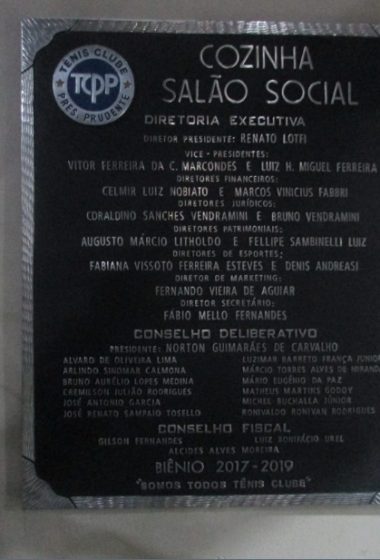 TÊNIS CLUBE
TCPP
PRES. PRUDENTE
COZINHA
SALÃO SOCIAL
DIRETORIA EXECUTIVA
DIRETOR PRESIDENTE: RENATO LOTFI
VICE-PRESIDENTES:
VITOR FERREIRA DA C. MARCONDES E LUIZ H. MIGUEL FERREIRA
DIRETORES FINANCEIROS:
CELMIR LUIZ NOBIATO E MARCOS VINICIUS FABBRI
DIRETORES JURÍDICOS:
CORALDINO SANCHES VENDRAMINI E BRUNO VENDRAMINI
DIRETORES PATRIMONIAIS:
AUGUSTO MÁRCIO LITHOLDO E FELLIPE SAMBINELLI LUIZ
DIRETORES DE ESPORTES:
FABIANA VISSOTO FERREIRA ESTEVES E DENIS ANDREASI
DIRETOR DE MARKETING:
FERNANDO VIEIRA DE AGUIAR
DIRETOR SECRETÁRIO:
FÁBIO MELLO FERNANDES
CONSELHO DELIBERATIVO
PRESIDENTE: NORTON GUIMARÃES DE CARVALHO
ALVARO DE OLIVEIRA LIMA LUZIMAR BARRETO FRANÇA JUNIOR
ARLINDO SINOMAR CALMONA MÁRCIO TORRES ALVES DE MIRANDA
BRUNO AURÉLIO LOPES MEDINA MÁRIO EUGÊNIO DA PAZ
CREMILSON JULIÃO RODRIGUES MATHEUS MARTINS GODOY
JOSÉ ANTONIO GARCIA MICHEL BUCHALLA JÚNIOR
JOSÉ RENATO SAMPAIO TOSELLO RONIVALDO RONIVAN RODRIGUES
CONSELHO FISCAL
GILSON FERNANDES LUIZ BONIFÁCIO UREL
ALCIDES ALVES MOREIRA
BIÊNIO 2017-2019
"SOMOS TODOS TÊNIS CLUBE"